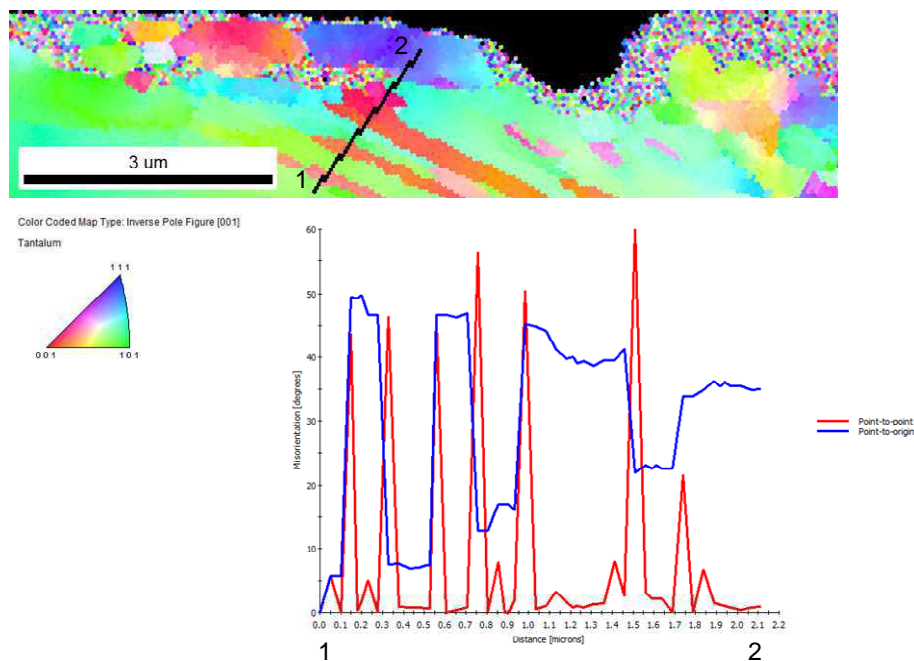 2
1
3 um
Color Coded Map Type: Inverse Pole Figure [001]
Tantalum
1 1 1
0 0 1
1 0 1
60
50
40
30
20
10
0
Misorientation [degrees]
0.0 0.1 0.2 0.3 0.4 0.5 0.6 0.7 0.8 0.9 1.0 1.1 1.2 1.3 1.4 1.5 1.6 1.7 1.8 1.9 2.0 2.1 2.2
Distance [microns]
Point-to-point
Point-to-origin
1
2